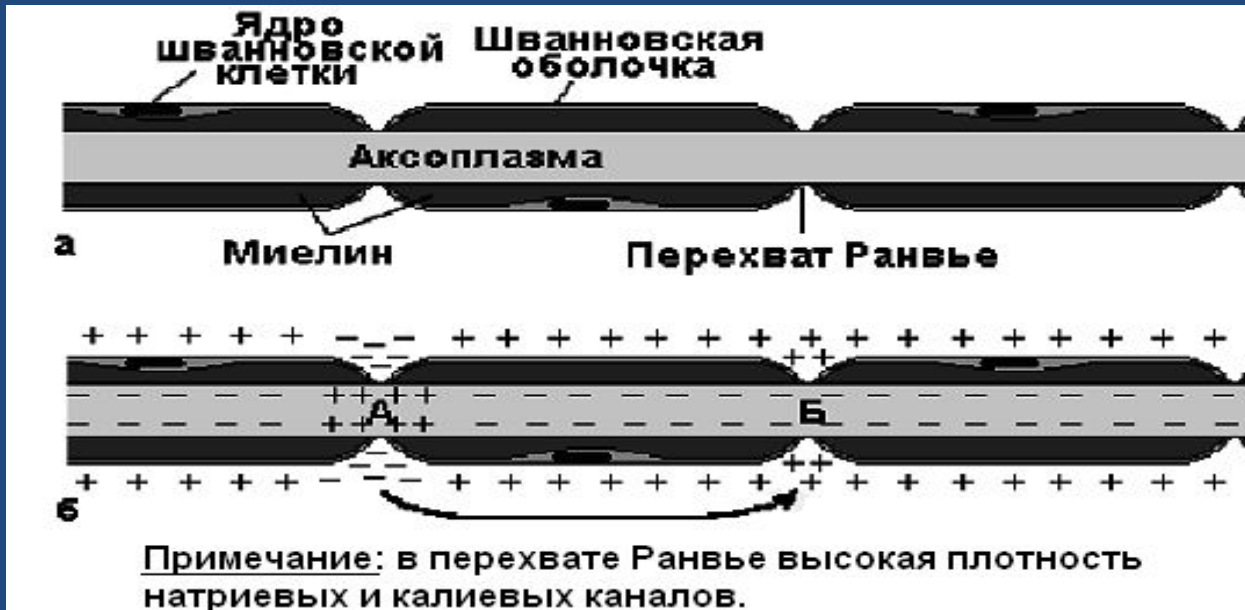 Ядро
шванновской
клетки
Шванновская
оболочка
Аксоплазма
а
Миелин
Перехват Ранвье
+ + + + + – – – + + + + + + + + + + + + + + + +
– – + +
–
– – – – – + + + + – – – – – – – – – – – – – – –
А Б
– – – – – + + + + – – – – – – – – – – – – – – –
– – + +
+ + + + + – – – – + + + + + + + + + + + + + + + +
б
Примечание: в перехвате Ранвье высокая плотность
натриевых и калиевых каналов.